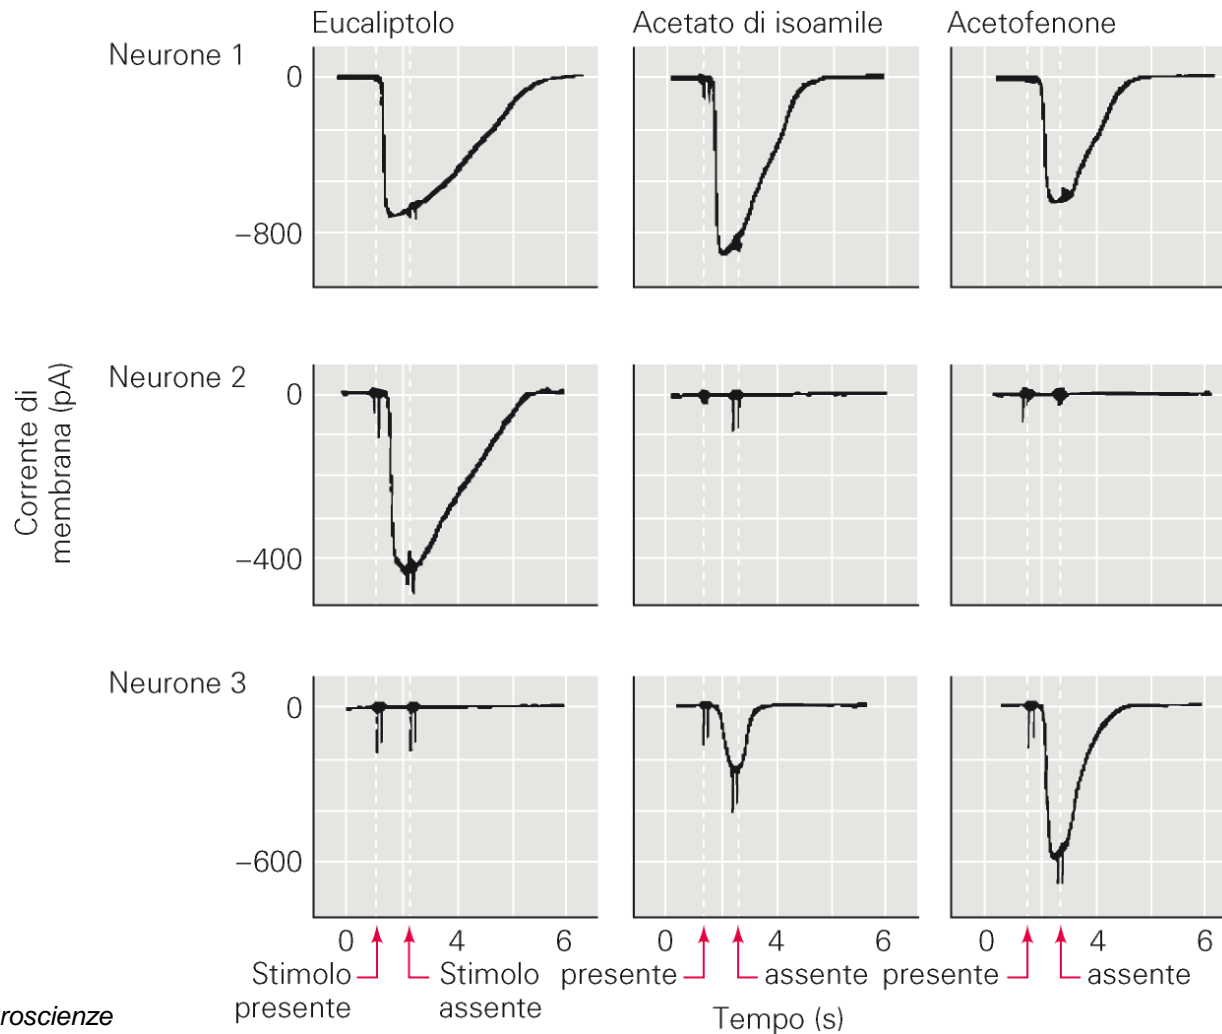 Eucaliptolo
Acetato di isoamile
Acetofenone
Neurone 1
0
−800
Neurone 2
0
−400
Corrente di
membrana (pA)
Neurone 3
0
−600
0 4 6 0 4 6 0 4 6
Stimolo presente
Stimolo assente
presente
assente
presente
assente
Tempo (s)
roscienze